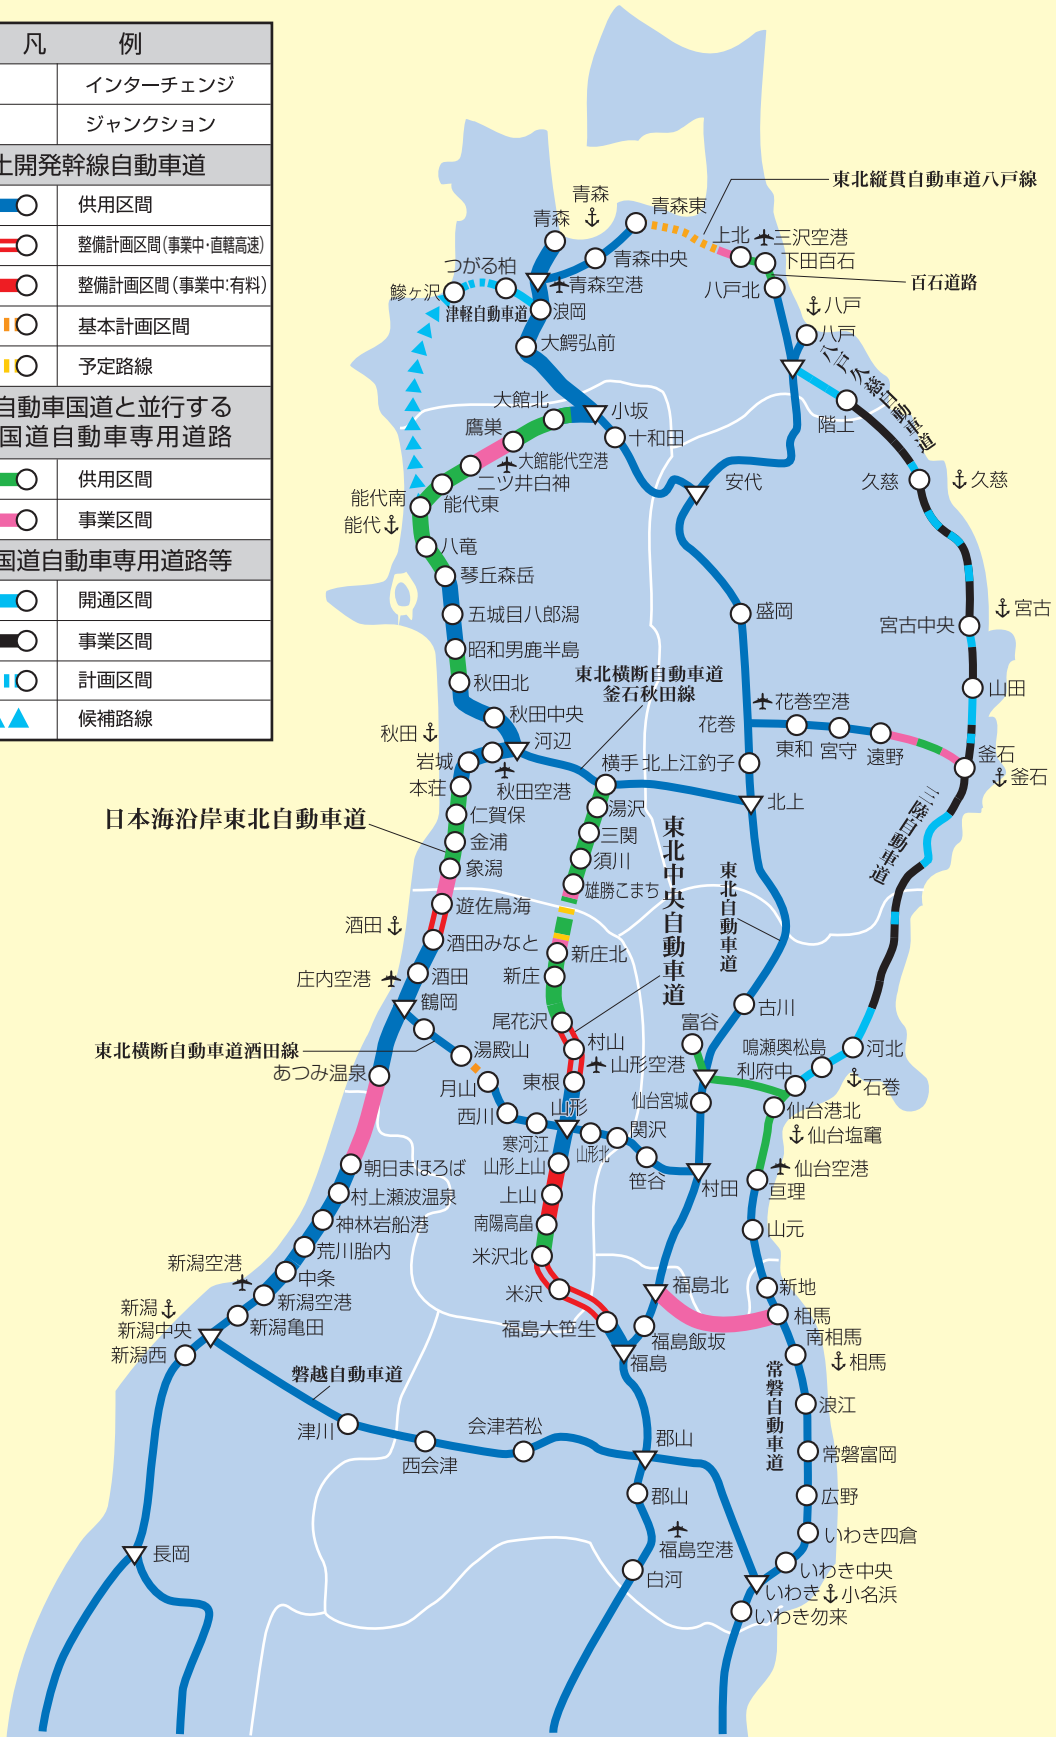 凡 例
インターチェンジ
ジャンクション
土開発幹線自動車道
供用区間
整備計画区間(事業中・直轄高速)
整備計画区間(事業中:有料)
基本計画区間
予定路線
自動車国道と並行する
国道自動車専用道路
供用区間
事業区間
国道自動車専用道路等
開通区間
事業区間
計画区間
候補路線
青森
青森
青森東
東北縦貫自動車道八戸線
上北
三沢空港
下田百石
青森中央
つがる柏
青森空港
百石道路
鰺ヶ沢
八戸北
津軽自動車道
浪岡
八戸
八戸
大鰐弘前
八戸久慈自動車道
大館北
小坂
階上
鷹巣
十和田
大館能代空港
二ツ井白神
安代
久慈
久慈
能代南
能代東
能代
八竜
琴丘森岳
五城目八郎潟
盛岡
宮古
宮古中央
昭和男鹿半島
東北横断自動車道
釜石秋田線
秋田北
山田
花巻空港
秋田中央
花巻
秋田
河辺
東和
宮守
遠野
釜石
岩城
横手
北上江釣子
釜石
本荘
秋田空港
北上
湯沢
三陸自動車道
日本海沿岸東北自動車道
仁賀保
三関
金浦
東北中央自動車道
須川
象潟
東北自動車道
雄勝こまち
遊佐鳥海
酒田
酒田みなと
新庄北
庄内空港
酒田
新庄
鶴岡
古川
尾花沢
富谷
東北横断自動車道酒田線
湯殿山
村山
鳴瀬奥松島
河北
あつみ温泉
山形空港
利府中
月山
東根
石巻
西川
山形
仙台宮城
仙台港北
寒河江
山形北
関沢
仙台塩竈
朝日まほろば
山形上山
笹谷
仙台空港
村上瀬波温泉
上山
村田
亘理
神林岩船港
南陽高畠
山元
荒川胎内
米沢北
新潟空港
中条
米沢
福島北
新地
新潟
新潟空港
新潟中央
新潟亀田
福島大笹生
福島飯坂
相馬
南相馬
新潟西
福島
相馬
磐越自動車道
常磐自動車道
浪江
津川
会津若松
郡山
常磐富岡
西会津
郡山
広野
福島空港
いわき四倉
長岡
白河
いわき中央
いわき
小名浜
いわき勿来